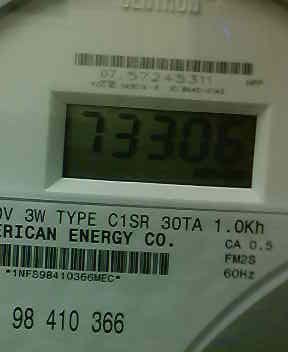 CENTRON
07.57245311
73306
0V 3W TYPE C1SR 30TA 1.0Kh
ERICAN ENERGY CO.
CA 0.5
FM2S
60Hz
*1NFS98410366MEC*
98 410 366